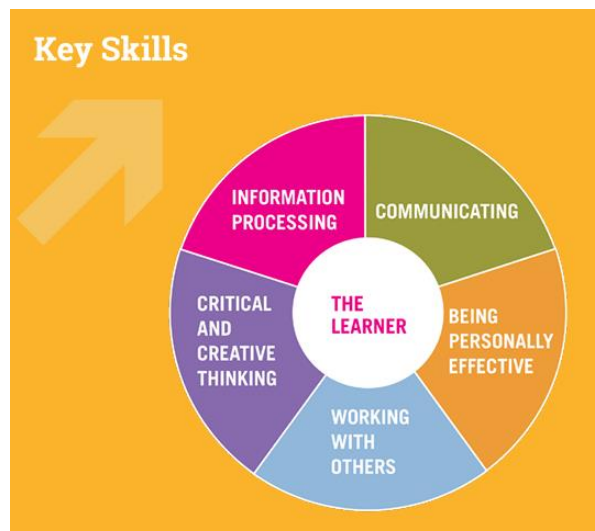 Key Skills
INFORMATION
PROCESSING
COMMUNICATING
CRITICAL
AND
CREATIVE
THINKING
THE
LEARNER
BEING
PERSONALLY
EFFECTIVE
WORKING
WITH
OTHERS